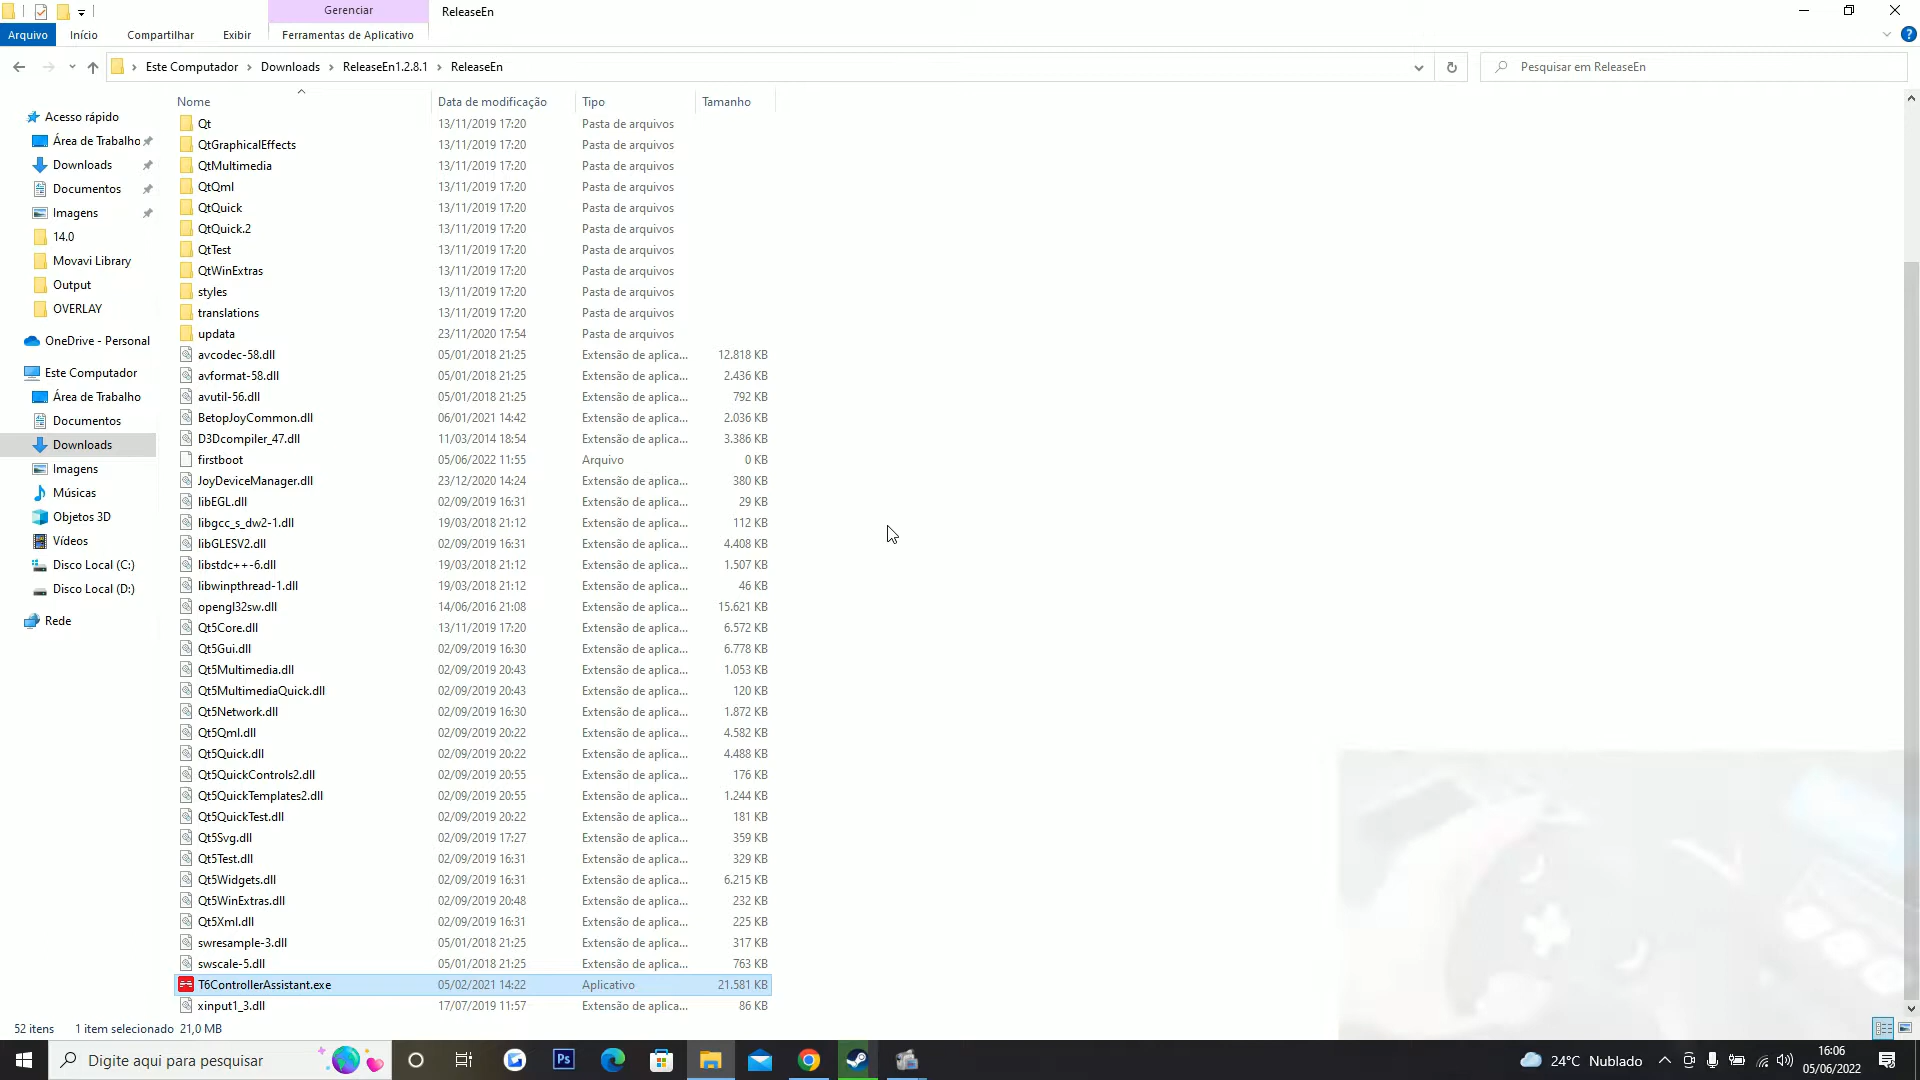 Gerenciar
ReleaseEn
Arquivo
Início
Compartilhar
Exibir
Ferramentas de Aplicativo
?
Este Computador
Downloads
ReleaseEn1.2.8.1
ReleaseEn
Pesquisar em ReleaseEn
Nome
Data de modificação
Tipo
Tamanho
Acesso rápido
Área de Trabalho
Downloads
Documentos
Imagens
14.0
Movavi Library
Output
OVERLAY
OneDrive - Personal
Este Computador
Área de Trabalho
Documentos
Downloads
Imagens
Músicas
Objetos 3D
Vídeos
Disco Local (C:)
Disco Local (D:)
Rede
Qt 13/11/2019 17:20 Pasta de arquivos
QtGraphicalEffects 13/11/2019 17:20 Pasta de arquivos
QtMultimedia 13/11/2019 17:20 Pasta de arquivos
QtQml 13/11/2019 17:20 Pasta de arquivos
QtQuick 13/11/2019 17:20 Pasta de arquivos
QtQuick.2 13/11/2019 17:20 Pasta de arquivos
QtTest 13/11/2019 17:20 Pasta de arquivos
QtWinExtras 13/11/2019 17:20 Pasta de arquivos
styles 13/11/2019 17:20 Pasta de arquivos
translations 13/11/2019 17:20 Pasta de arquivos
updata 23/11/2020 17:54 Pasta de arquivos
avcodec-58.dll 05/01/2018 21:25 Extensão de aplica... 12.818 KB
avformat-58.dll 05/01/2018 21:25 Extensão de aplica... 2.436 KB
avutil-56.dll 05/01/2018 21:25 Extensão de aplica... 792 KB
BetopJoyCommon.dll 06/01/2021 14:42 Extensão de aplica... 2.036 KB
D3Dcompiler_47.dll 11/03/2014 18:54 Extensão de aplica... 3.386 KB
firstboot 05/06/2022 11:55 Arquivo 0 KB
JoyDeviceManager.dll 23/12/2020 14:24 Extensão de aplica... 380 KB
libEGL.dll 02/09/2019 16:31 Extensão de aplica... 29 KB
libgcc_s_dw2-1.dll 19/03/2018 21:12 Extensão de aplica... 112 KB
libGLESV2.dll 02/09/2019 16:31 Extensão de aplica... 4.408 KB
libstdc++-6.dll 19/03/2018 21:12 Extensão de aplica... 1.507 KB
libwinpthread-1.dll 19/03/2018 21:12 Extensão de aplica... 46 KB
opengl32sw.dll 14/06/2016 21:08 Extensão de aplica... 15.621 KB
Qt5Core.dll 13/11/2019 17:20 Extensão de aplica... 6.572 KB
Qt5Gui.dll 02/09/2019 16:30 Extensão de aplica... 6.778 KB
Qt5Multimedia.dll 02/09/2019 20:43 Extensão de aplica... 1.053 KB
Qt5MultimediaQuick.dll 02/09/2019 20:43 Extensão de aplica... 120 KB
Qt5Network.dll 02/09/2019 16:30 Extensão de aplica... 1.872 KB
Qt5Qml.dll 02/09/2019 20:22 Extensão de aplica... 4.582 KB
Qt5Quick.dll 02/09/2019 20:22 Extensão de aplica... 4.488 KB
Qt5QuickControls2.dll 02/09/2019 20:55 Extensão de aplica... 176 KB
Qt5QuickTemplates2.dll 02/09/2019 20:55 Extensão de aplica... 1.244 KB
Qt5QuickTest.dll 02/09/2019 20:22 Extensão de aplica... 181 KB
Qt5Svg.dll 02/09/2019 17:27 Extensão de aplica... 359 KB
Qt5Test.dll 02/09/2019 16:31 Extensão de aplica... 329 KB
Qt5Widgets.dll 02/09/2019 16:31 Extensão de aplica... 6.215 KB
Qt5WinExtras.dll 02/09/2019 20:48 Extensão de aplica... 232 KB
Qt5Xml.dll 02/09/2019 16:31 Extensão de aplica... 225 KB
swresample-3.dll 05/01/2018 21:25 Extensão de aplica... 317 KB
swscale-5.dll 05/01/2018 21:25 Extensão de aplica... 763 KB
T6ControllerAssistant.exe 05/02/2021 14:22 Aplicativo 21.581 KB
xinput1_3.dll 17/07/2019 11:57 Extensão de aplica... 86 KB
52 itens
1 item selecionado 21,0 MB
Digite aqui para pesquisar
Ps
24°C Nublado
16:06
05/06/2022